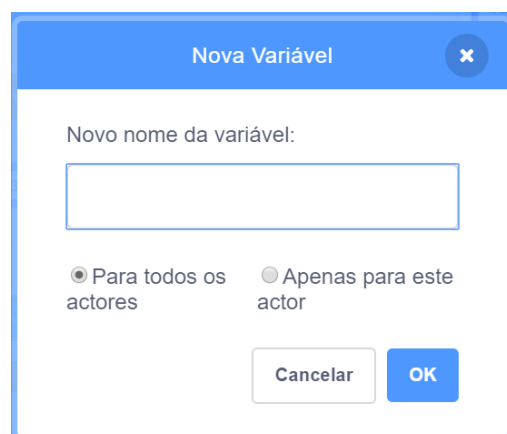 Nova Variável
Novo nome da variável:
Para todos os
actores
Apenas para este
actor
Cancelar
OK